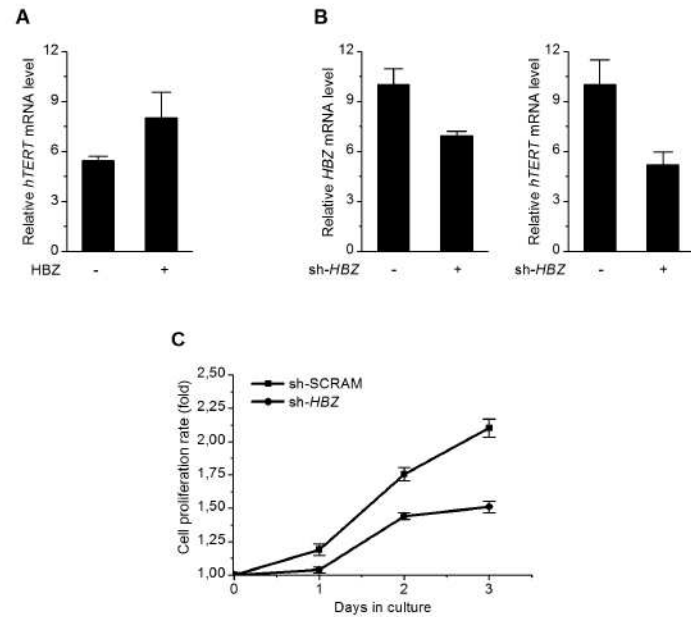 A
Relative hTERT mRNA level
12
9
6
3
0
HBZ - +
B
Relative HBZ mRNA level
12
9
6
3
0
sh-HBZ - +
Relative hTERT mRNA level
12
9
6
3
0
sh-HBZ - +
C
Cell proliferation rate (fold)
2,50
2,25
2,00
1,75
1,50
1,25
1,00
sh-SCRAM
sh-HBZ
0 1 2 3
Days in culture